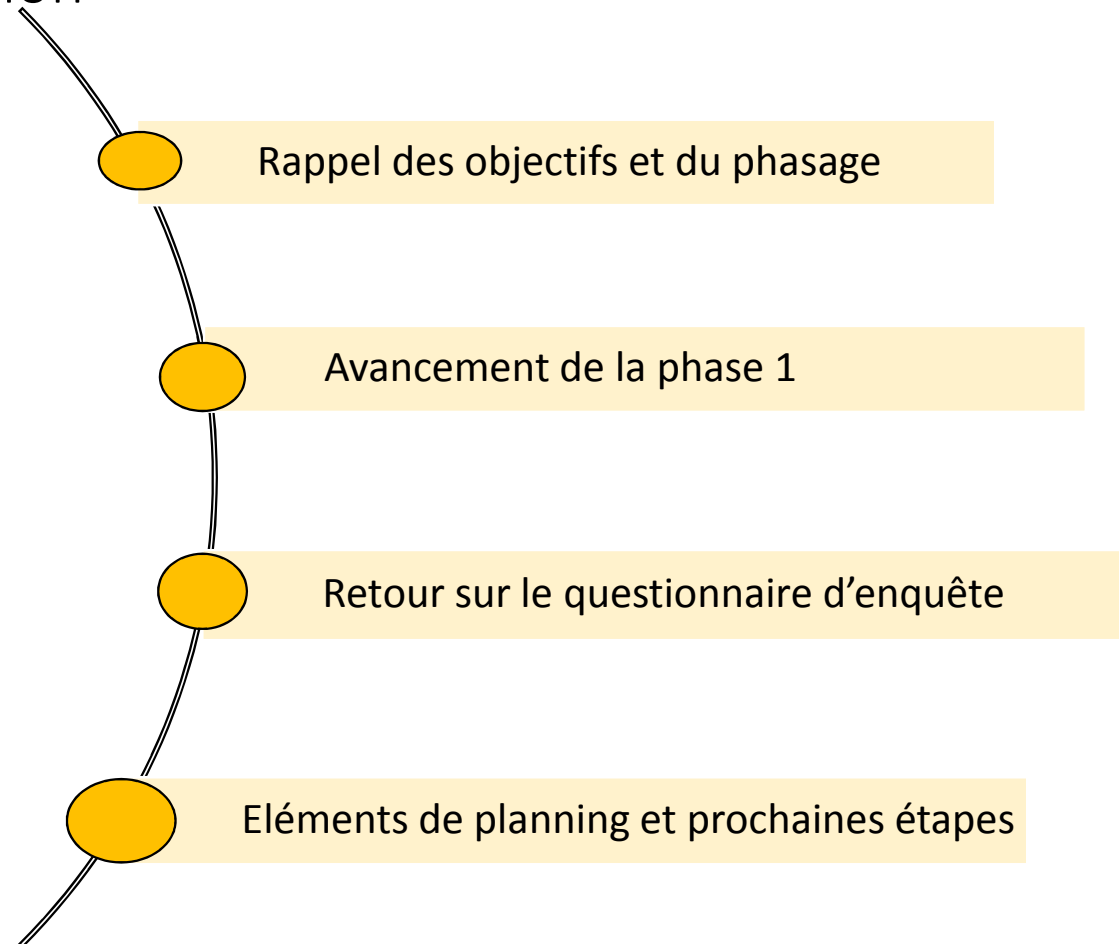 Rappel des objectifs et du phasage
Avancement de la phase 1
Retour sur le questionnaire d’enquête
Eléments de planning et prochaines étapes